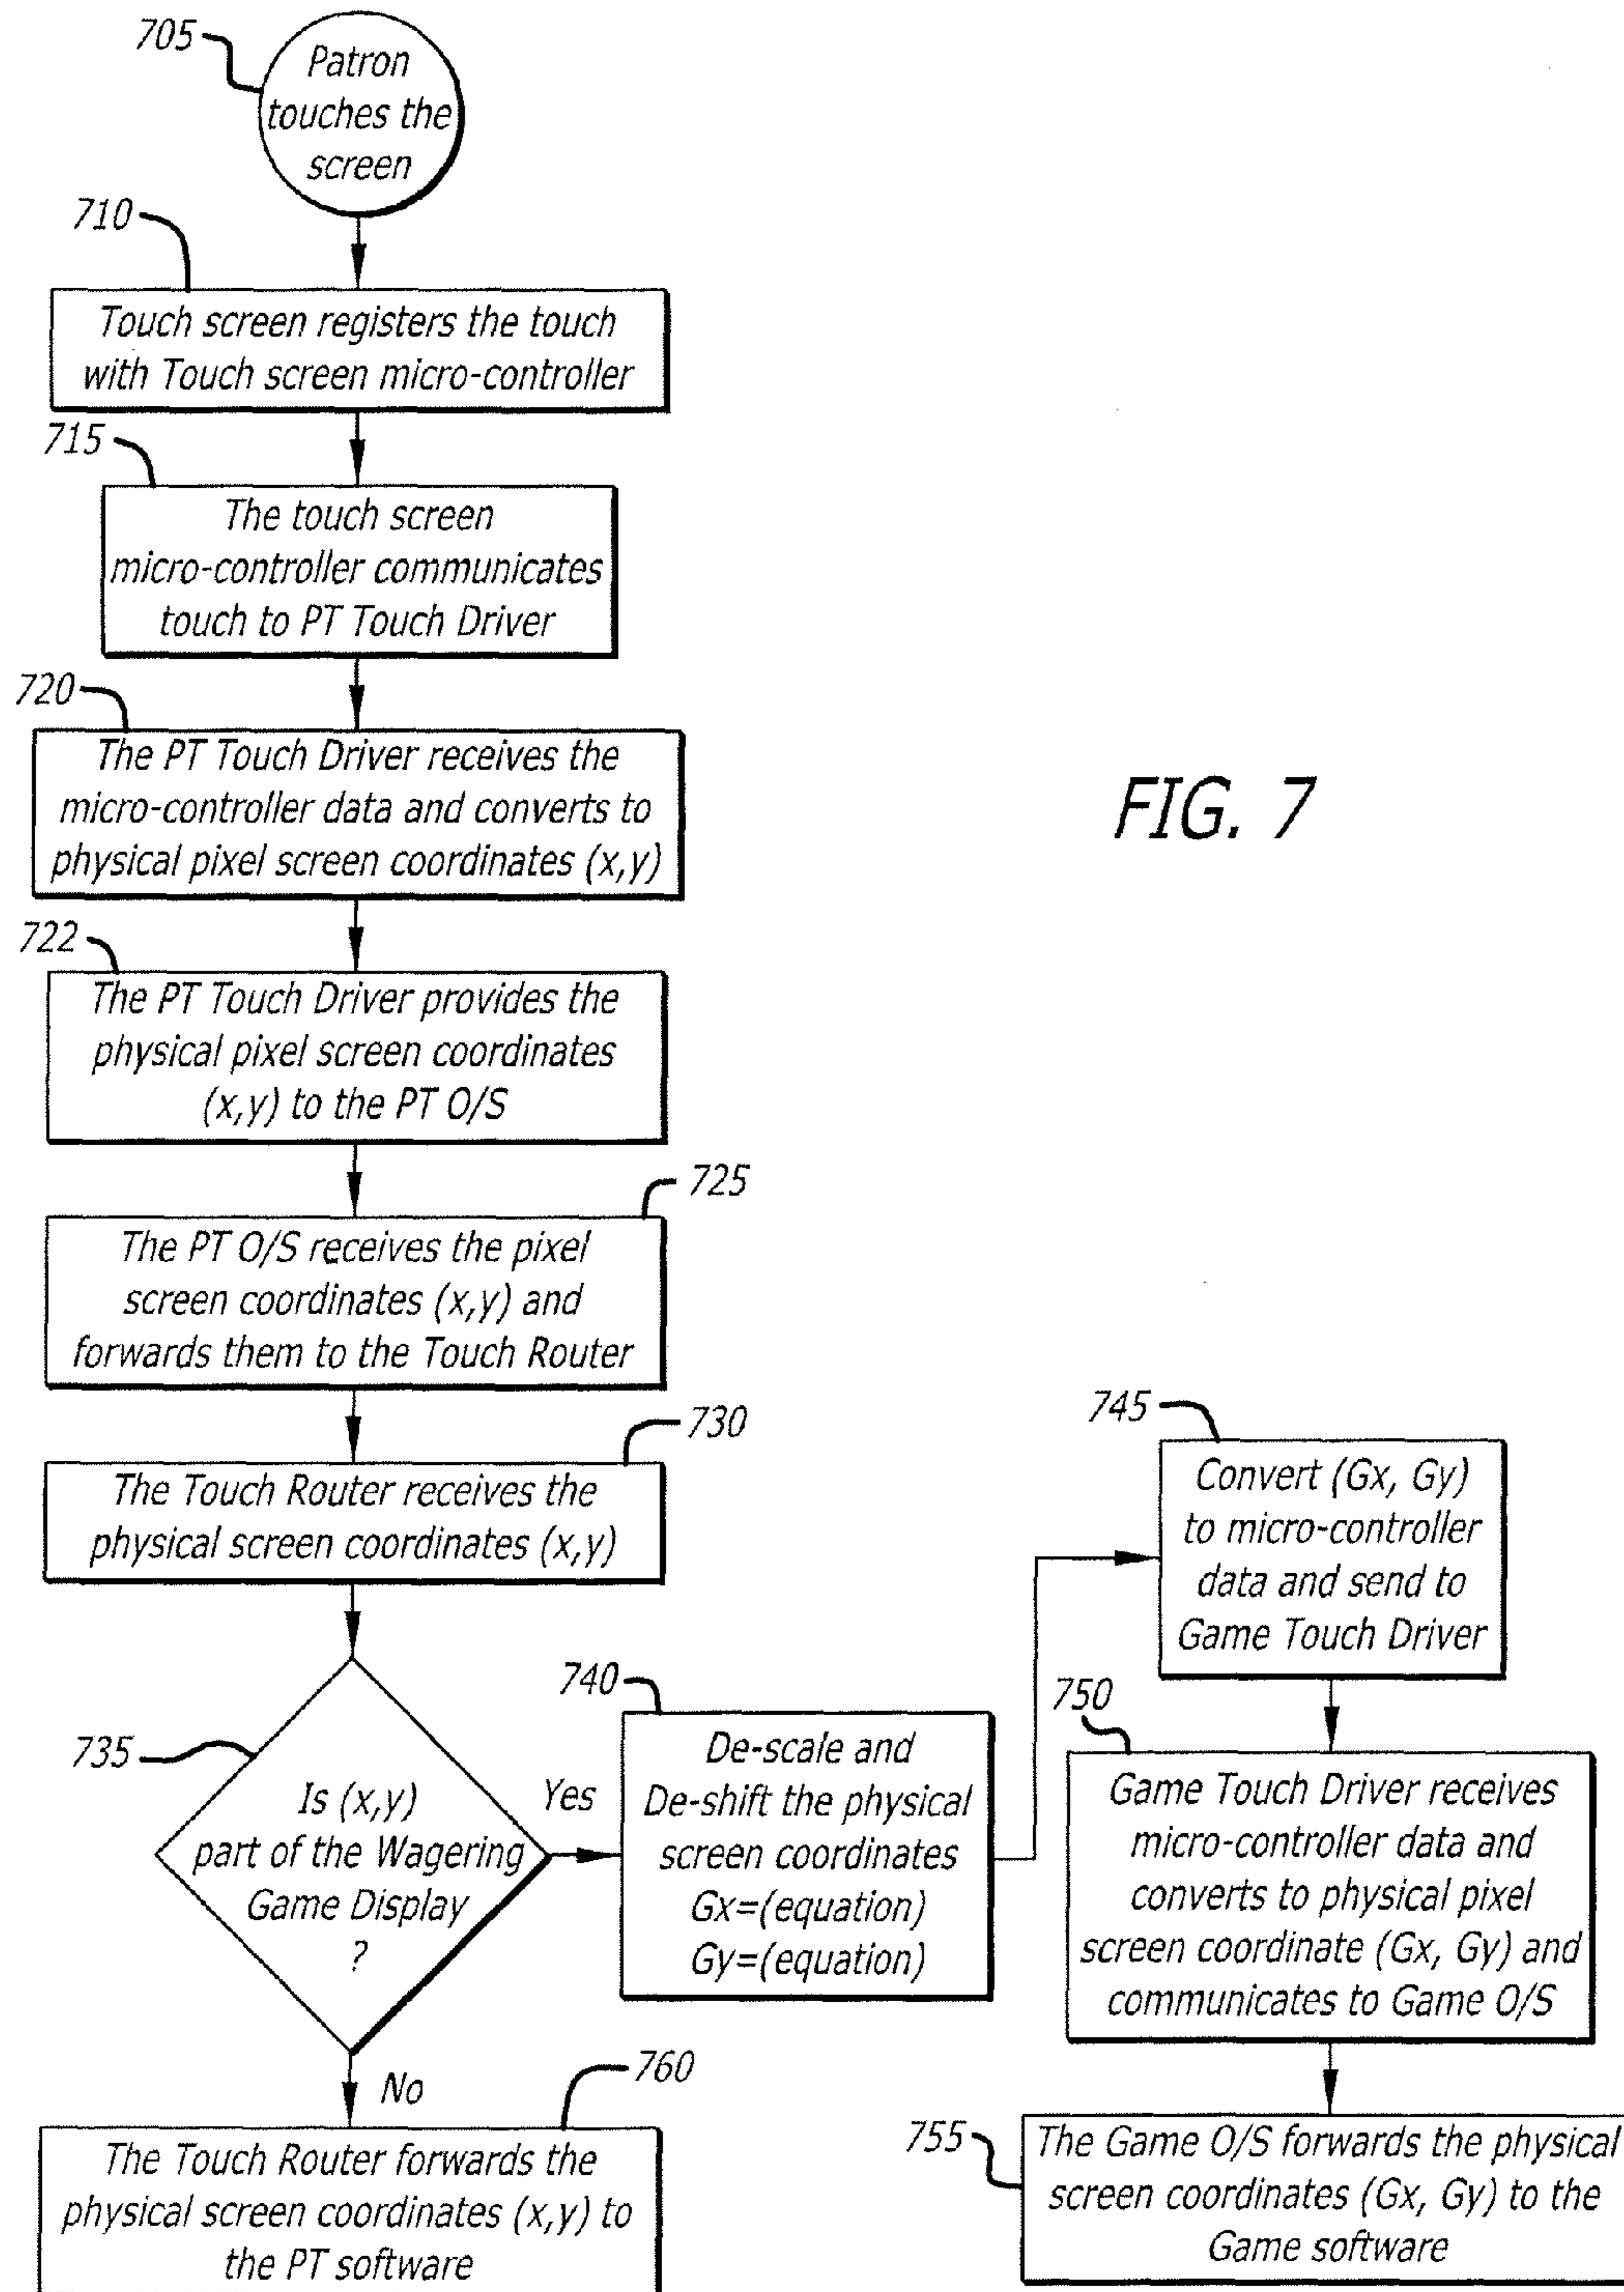 705
Patron
touches the
screen
710
Touch screen registers the touch
with Touch screen micro-controller
715
The touch screen
micro-controller communicates
touch to PT Touch Driver
720
The PT Touch Driver receives the
micro-controller data and converts to
physical pixel screen coordinates (x,y)
FIG. 7
722
The PT Touch Driver provides the
physical pixel screen coordinates
(x,y) to the PT O/S
725
The PT O/S receives the pixel
screen coordinates (x,y) and
forwards them to the Touch Router
730
The Touch Router receives the
physical screen coordinates (x,y)
735
Is (x,y)
part of the Wagering
Game Display
?
Yes
740
De-scale and
De-shift the physical
screen coordinates
Gx=(equation)
Gy=(equation)
745
Convert (Gx, Gy)
to micro-controller
data and send to
Game Touch Driver
750
Game Touch Driver receives
micro-controller data and
converts to physical pixel
screen coordinate (Gx, Gy) and
communicates to Game O/S
755
The Game O/S forwards the physical
screen coordinates (Gx, Gy) to the
Game software
No
760
The Touch Router forwards the
physical screen coordinates (x,y) to
the PT software